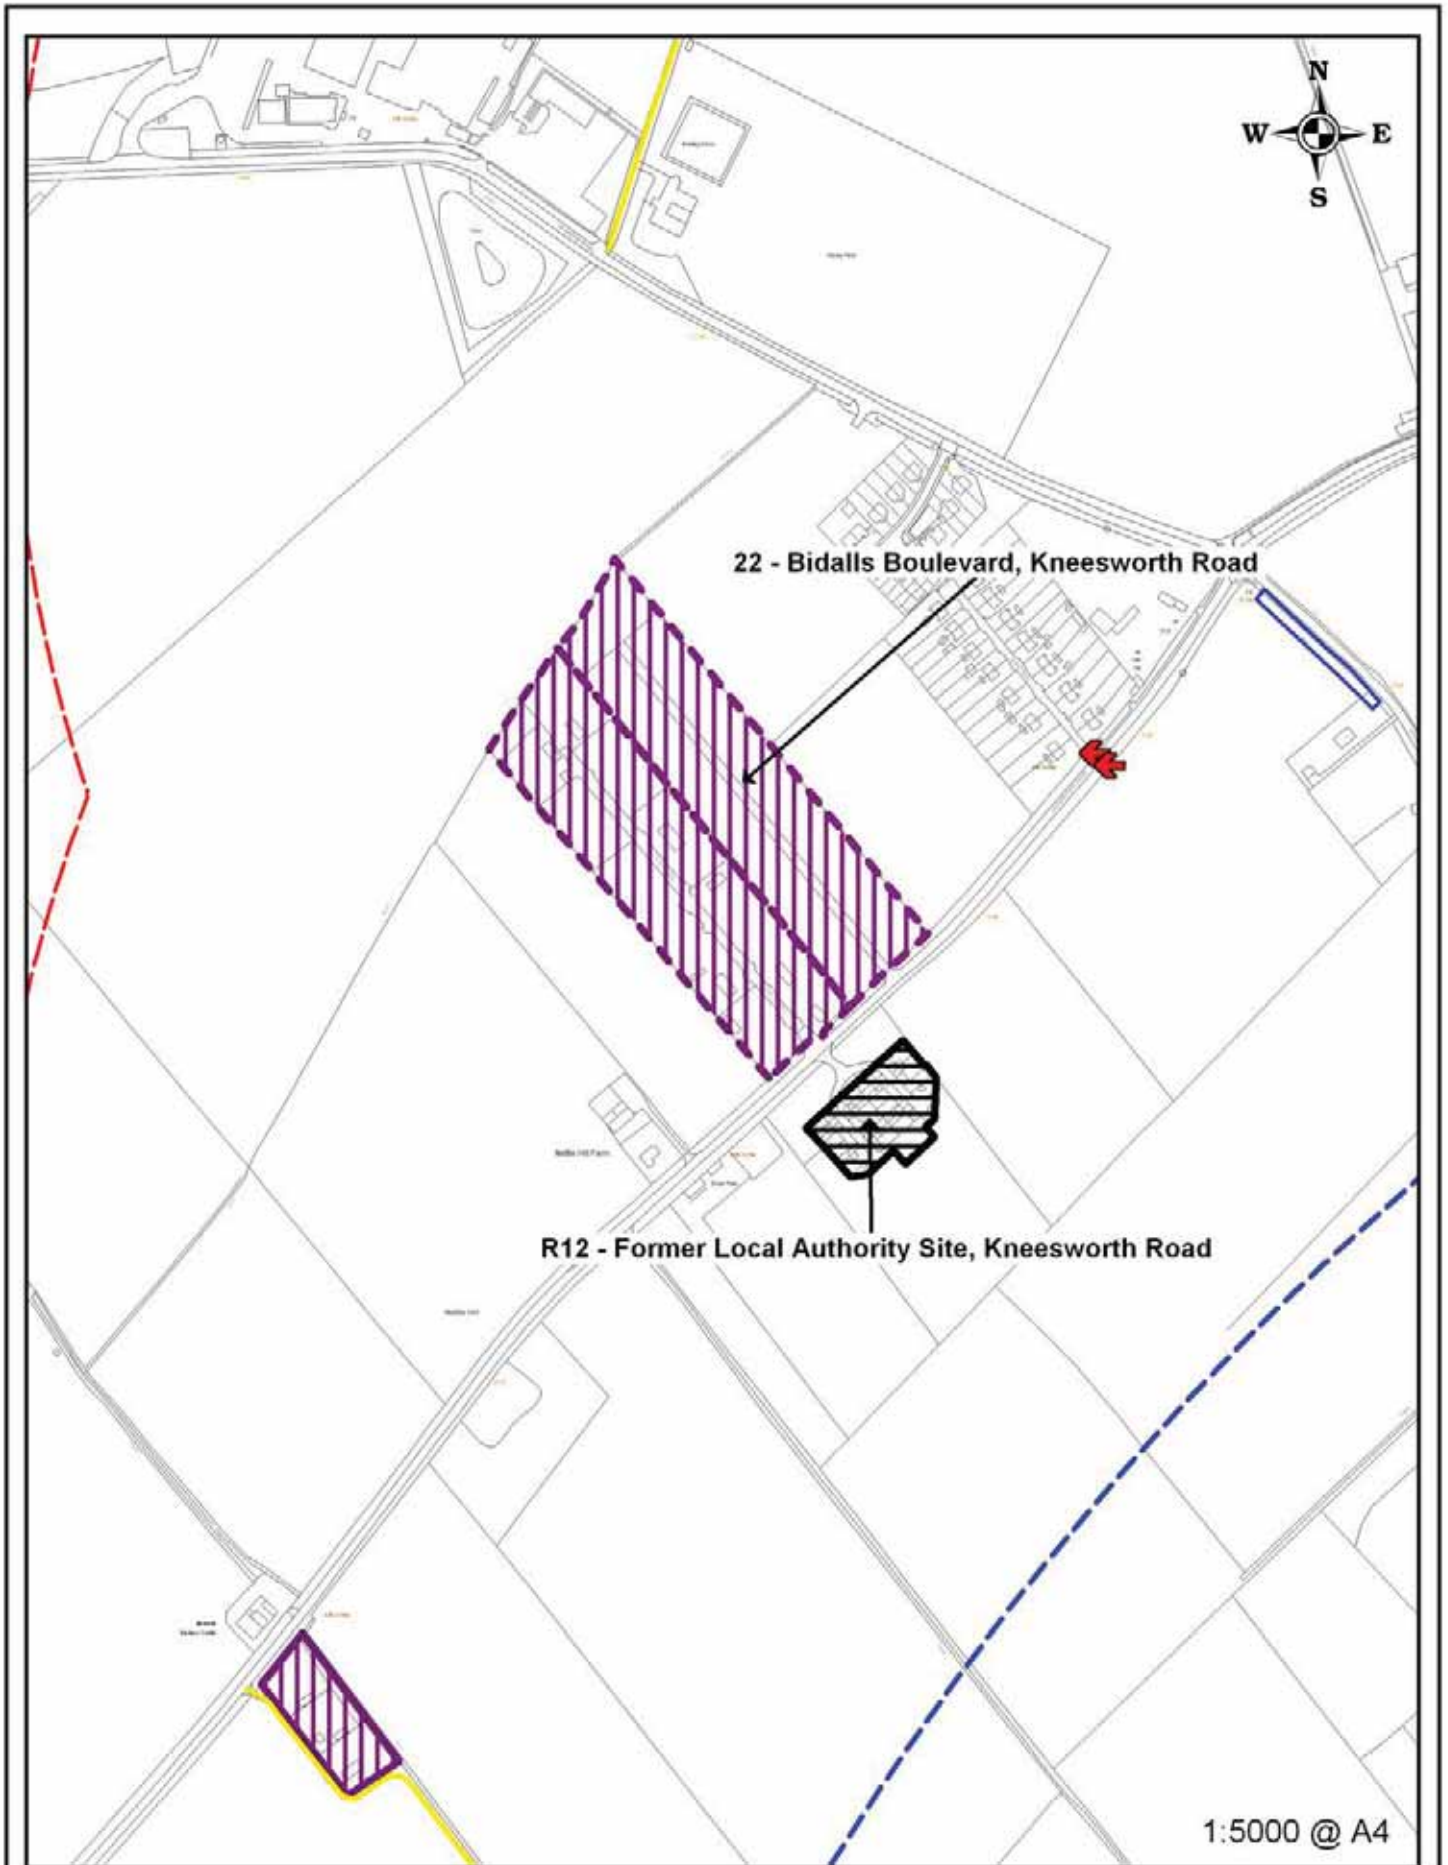 N
W E
S
22 - Bidalls Boulevard, Kneesworth Road
R12 - Former Local Authority Site, Kneesworth Road
1:5000 @ A4